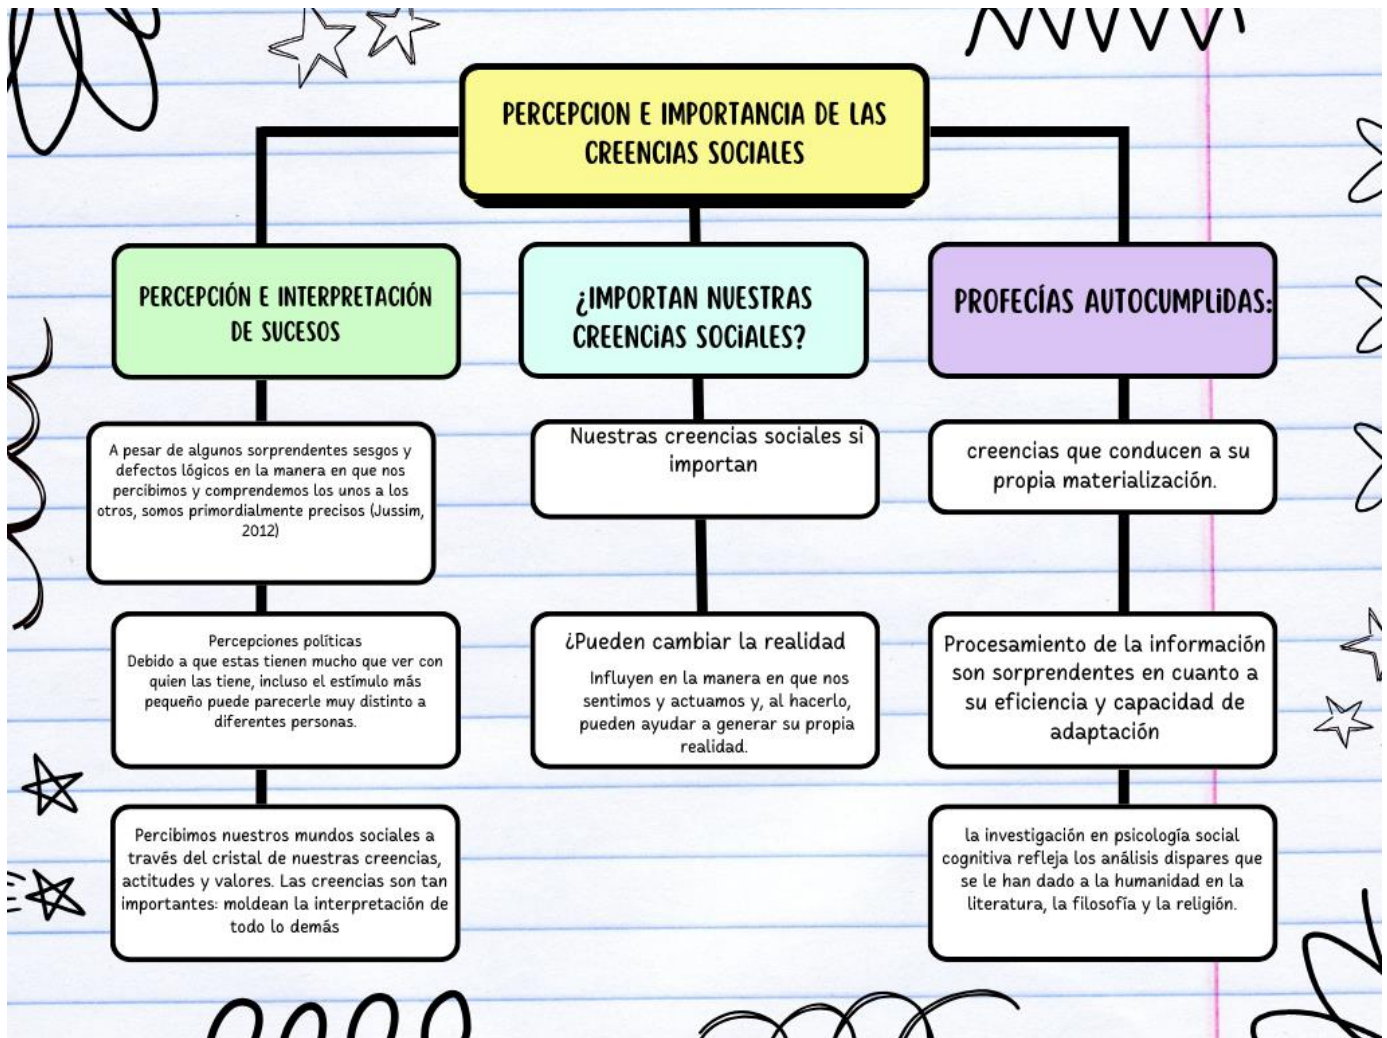 PERCEPCION E IMPORTANCIA DE LAS
CREENCIAS SOCIALES
PERCEPCIÓN E INTERPRETACIÓN
DE SUCESOS
A pesar de algunos sorprendentes sesgos y
defectos lógicos en la manera en que nos
percibimos y comprendemos los unos a los
otros, somos primordialmente precisos (Jussim,
2012)
Percepciones políticas
Debido a que estas tienen mucho que ver con
quien las tiene, incluso el estímulo más
pequeño puede parecerle muy distinto a
diferentes personas.
Percibimos nuestros mundos sociales a
través del cristal de nuestras creencias,
actitudes y valores. Las creencias son tan
importantes: moldean la interpretación de
todo lo demás
¿IMPORTAN NUESTRAS
CREENCiAS SOCiALES?
Nuestras creencias sociales si
importan
¿Pueden cambiar la realidad
Influyen en la manera en que nos
sentimos y actuamos y, al hacerlo,
pueden ayudar a generar su propia
realidad.
PROFECÍAS AUTOCUMPLiDAS:
creencias que conducen a su
propia materialización.
Procesamiento de la información
son sorprendentes en cuanto a
su eficiencia y capacidad de
adaptación
la investigación en psicología social
cognitiva refleja los análisis dispares que
se le han dado a la humanidad en la
literatura, la filosofía y la religión.